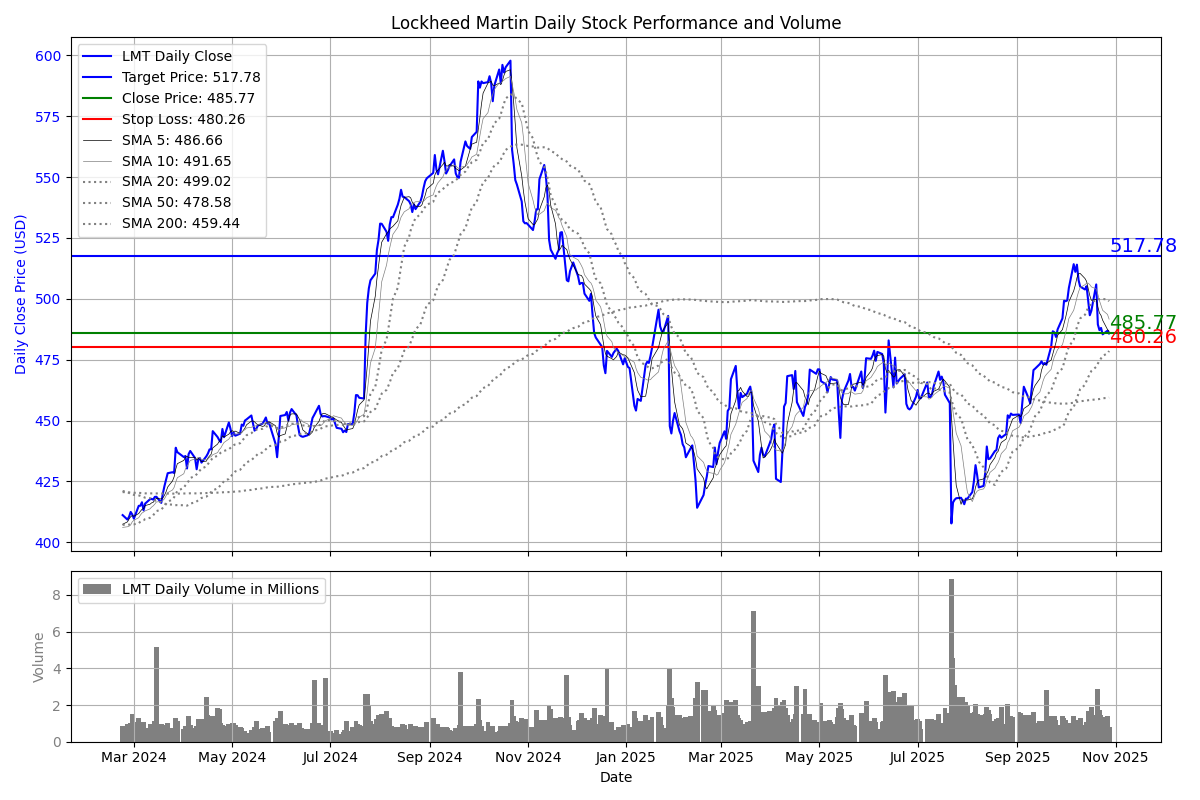 Lockheed Martin Daily Stock Performance and Volume
LMT Daily Close
Target Price: 517.78
Close Price: 485.77
Stop Loss: 480.26
SMA 5: 486.66
SMA 10: 491.65
SMA 20: 499.02
SMA 50: 478.58
SMA 200: 459.44
Daily Close Price (USD)
600
575
550
525
500
475
450
425
400
517.78
485.77
480.26
LMT Daily Volume in Millions
Volume
8
6
4
2
0
Mar 2024 May 2024 Jul 2024 Sep 2024 Nov 2024 Jan 2025 Mar 2025 May 2025 Jul 2025 Sep 2025 Nov 2025
Date